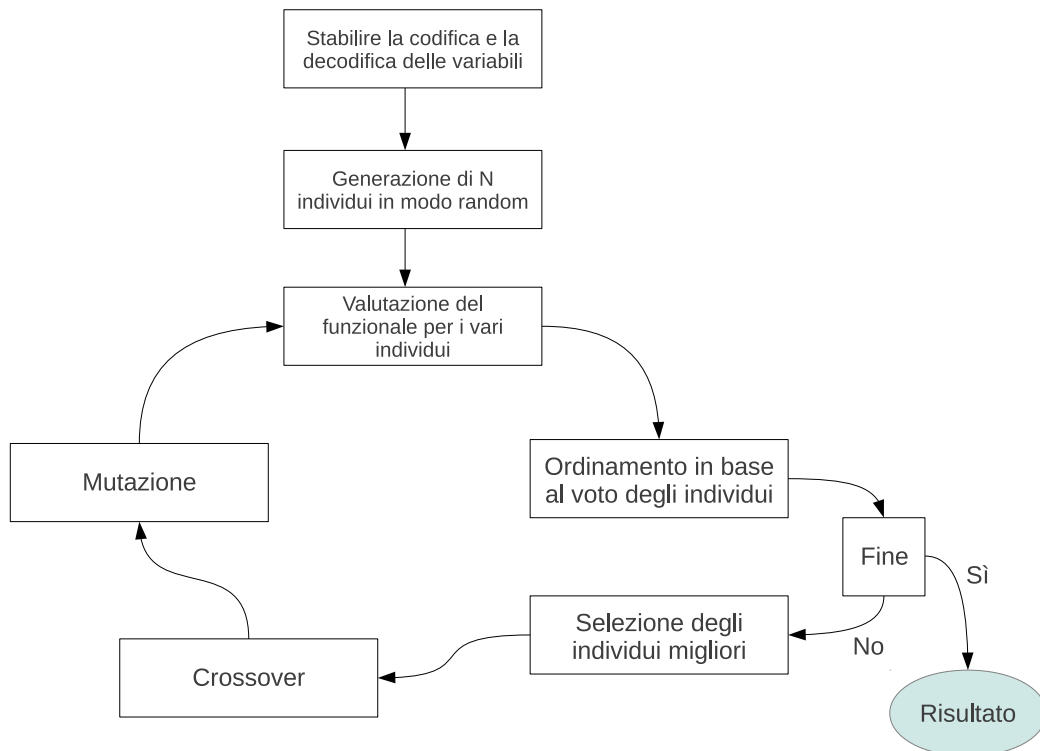 Stabilire la codifica e la
decodifica delle variabili
Generazione di N
individui in modo random
Valutazione del
funzionale per i vari
individui
Ordinamento in base
al voto degli individui
Fine
Sì
No
Selezione degli
individui migliori
Crossover
Mutazione
Risultato